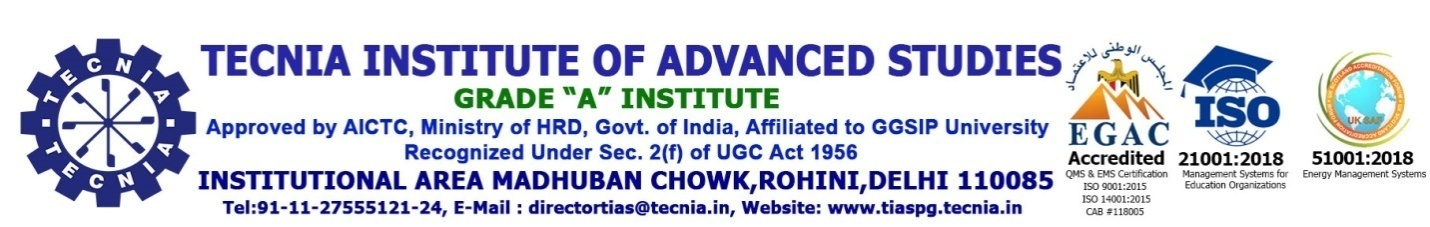 TECNIA
TECNIA
TECNIA INSTITUTE OF ADVANCED STUDIES
GRADE “A” INSTITUTE
Approved by AICTC, Ministry of HRD, Govt. of India, Affiliated to GGSIP University
Recognized Under Sec. 2(f) of UGC Act 1956
INSTITUTIONAL AREA MADHUBAN CHOWK,ROHINI,DELHI 110085
Tel:91-11-27555121-24, E-Mail : directortias@tecnia.in, Website: www.tiaspg.tecnia.in
المجلس الوطنى للاعتماد
EGAC
Accredited
QMS & EMS Certification
ISO 9001:2015
ISO 14001:2015
CAB #118005
ISO
21001:2018
Management Systems for
Education Organizations
51001:2018
Energy Management Systems